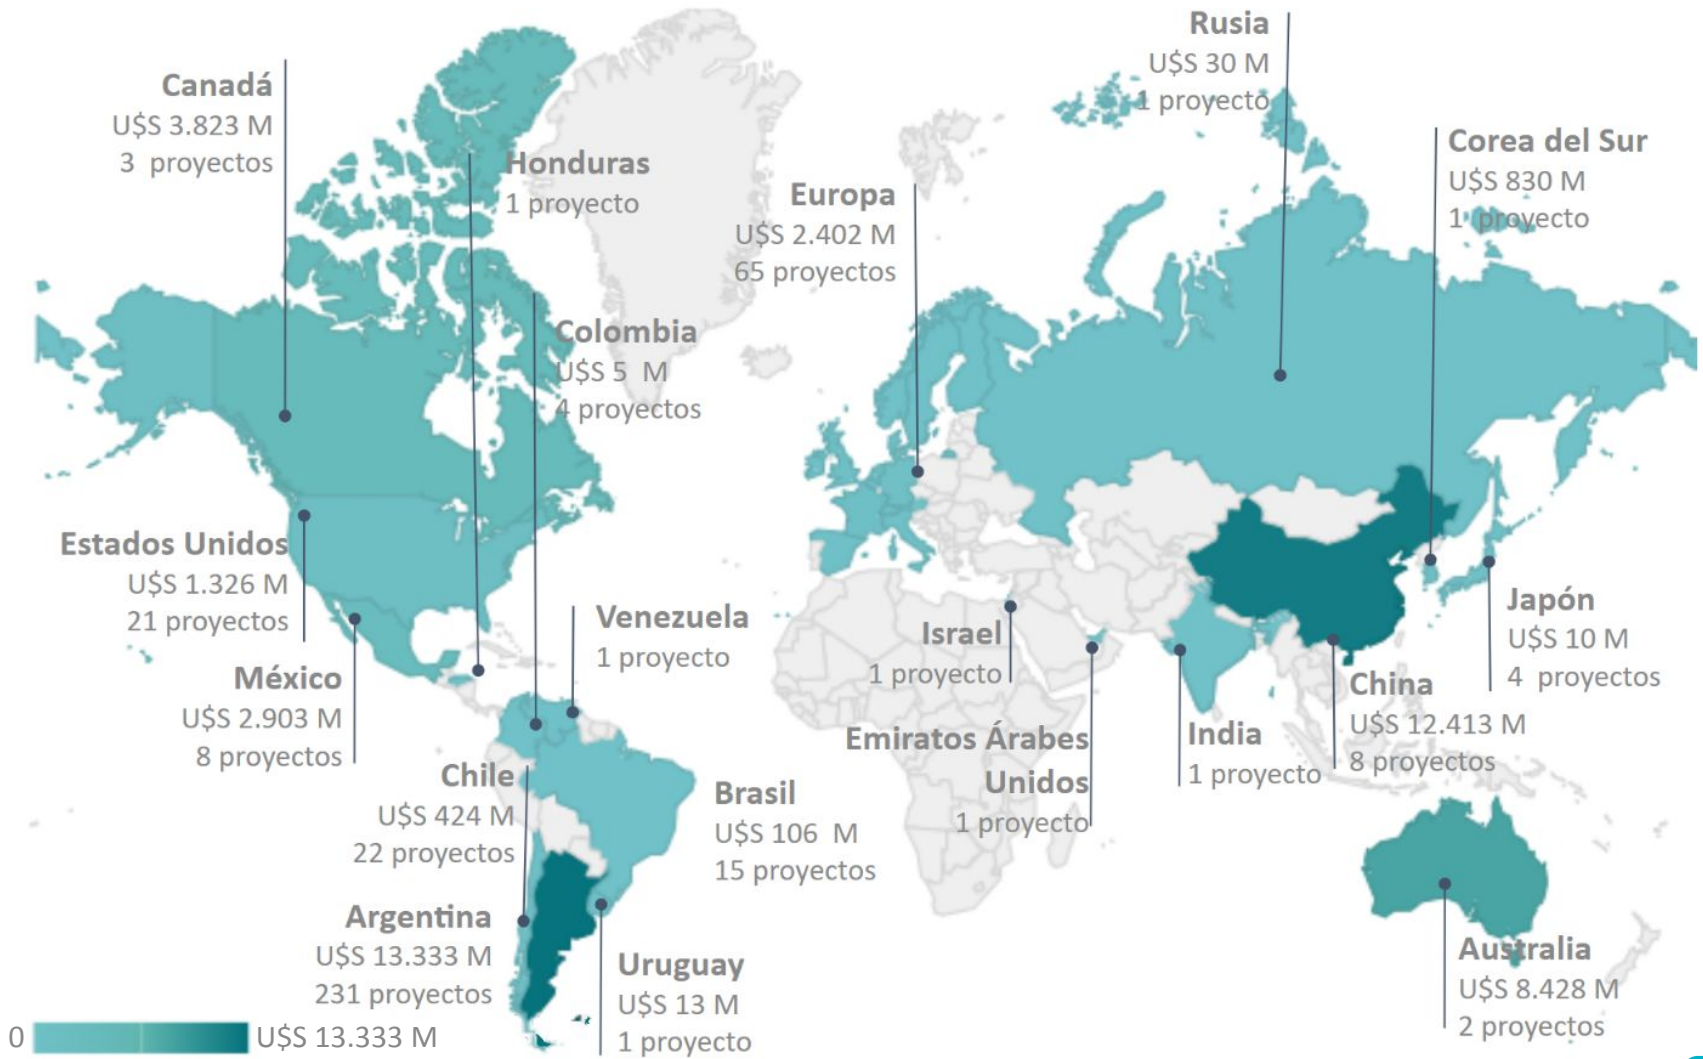 Canadá
U$S 3.823 M
3 proyectos
Honduras
1 proyecto
Colombia
U$S 5 M
4 proyectos
Estados Unidos
U$S 1.326 M
21 proyectos
México
U$S 2.903 M
8 proyectos
Venezuela
1 proyecto
Chile
U$S 424 M
22 proyectos
Brasil
U$S 106 M
15 proyectos
Argentina
U$S 13.333 M
231 proyectos
Uruguay
U$S 13 M
1 proyecto
Europa
U$S 2.402 M
65 proyectos
Rusia
U$S 30 M
1 proyecto
Corea del Sur
U$S 830 M
1 proyecto
Japón
U$S 10 M
4 proyectos
Israel
1 proyecto
Emiratos Árabes
Unidos
1 proyecto
India
1 proyecto
China
U$S 12.413 M
8 proyectos
Australia
U$S 8.428 M
2 proyectos
0 U$S 13.333 M